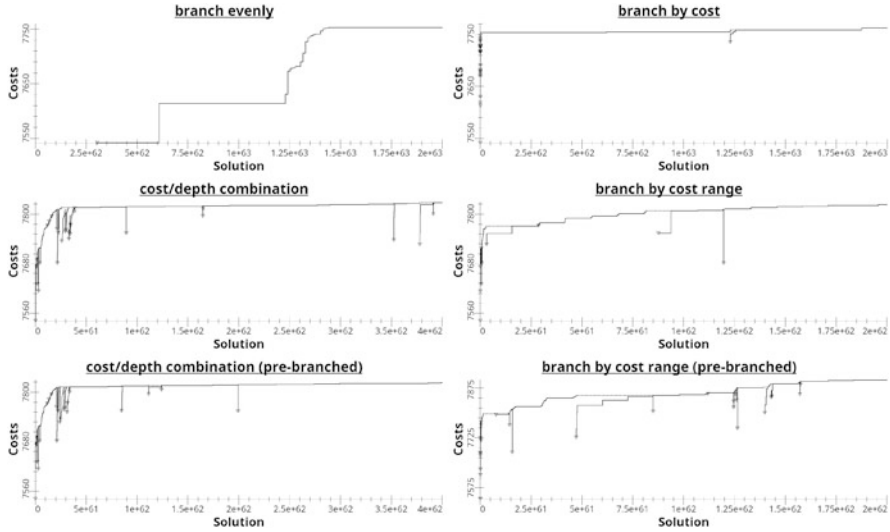 branch evenly
Costs
7750
7650
7550
0 2.5e+62 5e+62 7.5e+62 1e+63 1.25e+63 1.5e+63 1.75e+63 2e+63
Solution
branch by cost
Costs
7750
7650
7550
0 2.5e+62 5e+62 7.5e+62 1e+63 1.25e+63 1.5e+63 1.75e+63 2e+63
Solution
cost/depth combination
Costs
7800
7680
7560
0 5e+61 1e+62 1.5e+62 2e+62 2.5e+62 3e+62 3.5e+62 4e+62
Solution
branch by cost range
Costs
7800
7680
7560
0 2.5e+61 5e+61 7.5e+61 1e+62 1.25e+62 1.5e+62 1.75e+62 2e+62
Solution
cost/depth combination (pre-branched)
Costs
7800
7680
7560
0 5e+61 1e+62 1.5e+62 2e+62 2.5e+62 3e+62 3.5e+62 4e+62
Solution
branch by cost range (pre-branched)
Costs
7875
7725
7575
0 2.5e+61 5e+61 7.5e+61 1e+62 1.25e+62 1.5e+62 1.75e+62 2e+62
Solution